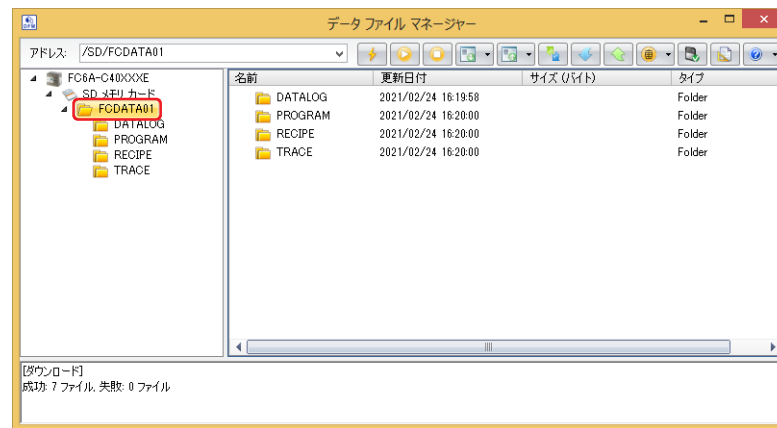 データ ファイル マネージャー
アドレス: /SD/FCDATA01
FC6A-C40XXXE
SD メモリ カード
FCDATA01
DATALOG
PROGRAM
RECIPE
TRACE
名前 更新日付 サイズ (バイト) タイプ
DATALOG 2021/02/24 16:19:58 Folder
PROGRAM 2021/02/24 16:20:00 Folder
RECIPE 2021/02/24 16:20:00 Folder
TRACE 2021/02/24 16:20:00 Folder
[ダウンロード]
成功: 7 ファイル, 失敗: 0 ファイル